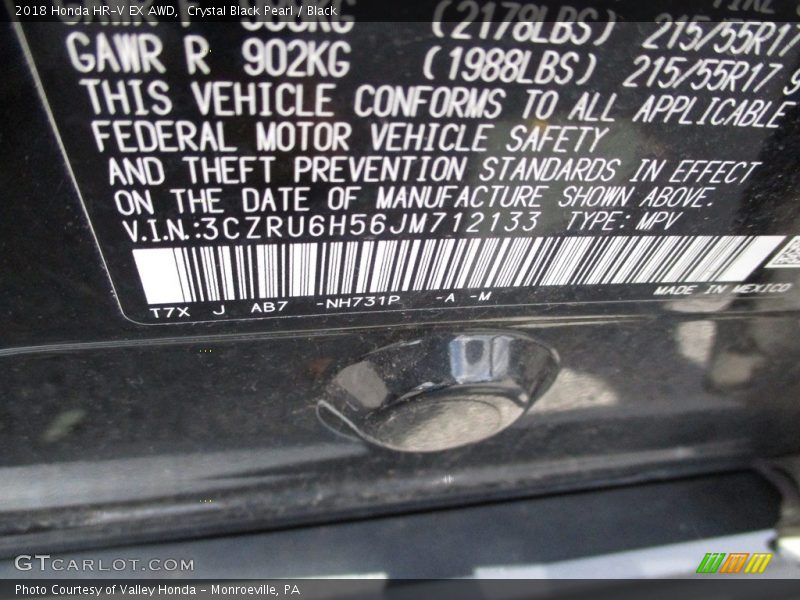 2018 Honda HR-V EX AWD,  Crystal Black Pearl / Black
(2178LBS) 215/55R17
GAWR R 902KG (1988LBS) 215/55R17 9
THIS VEHICLE CONFORMS TO ALL APPLICABLE
FEDERAL MOTOR VEHICLE SAFETY
AND THEFT PREVENTION STANDARDS IN EFFECT
ON THE DATE OF MANUFACTURE SHOWN ABOVE.
V.I.N.:3CZRU6H56JM712133 TYPE: MPV
T7X J AB7 -NH731P -A -M MADE IN MEXICO
GTCARLOT.COM
Photo Courtesy of Valley Honda - Monroeville, PA